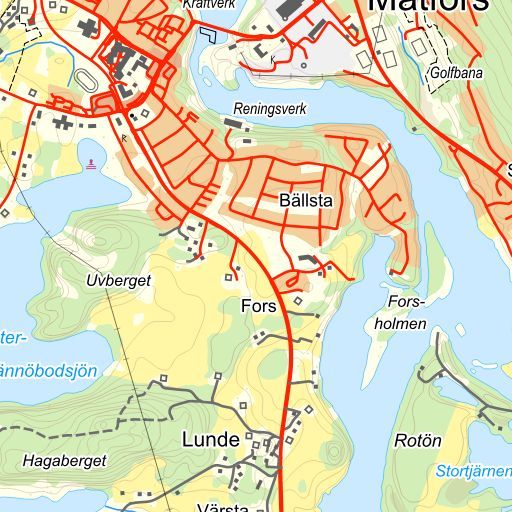 Kraftverk
Matfors
Golfbana
K
Reningsverk
K
Bällsta
Uvberget
Fors
Fors-
holmen
ännöbodsjön
Lunde
Rotön
Hagaberget
Stortjärnen
Värsta